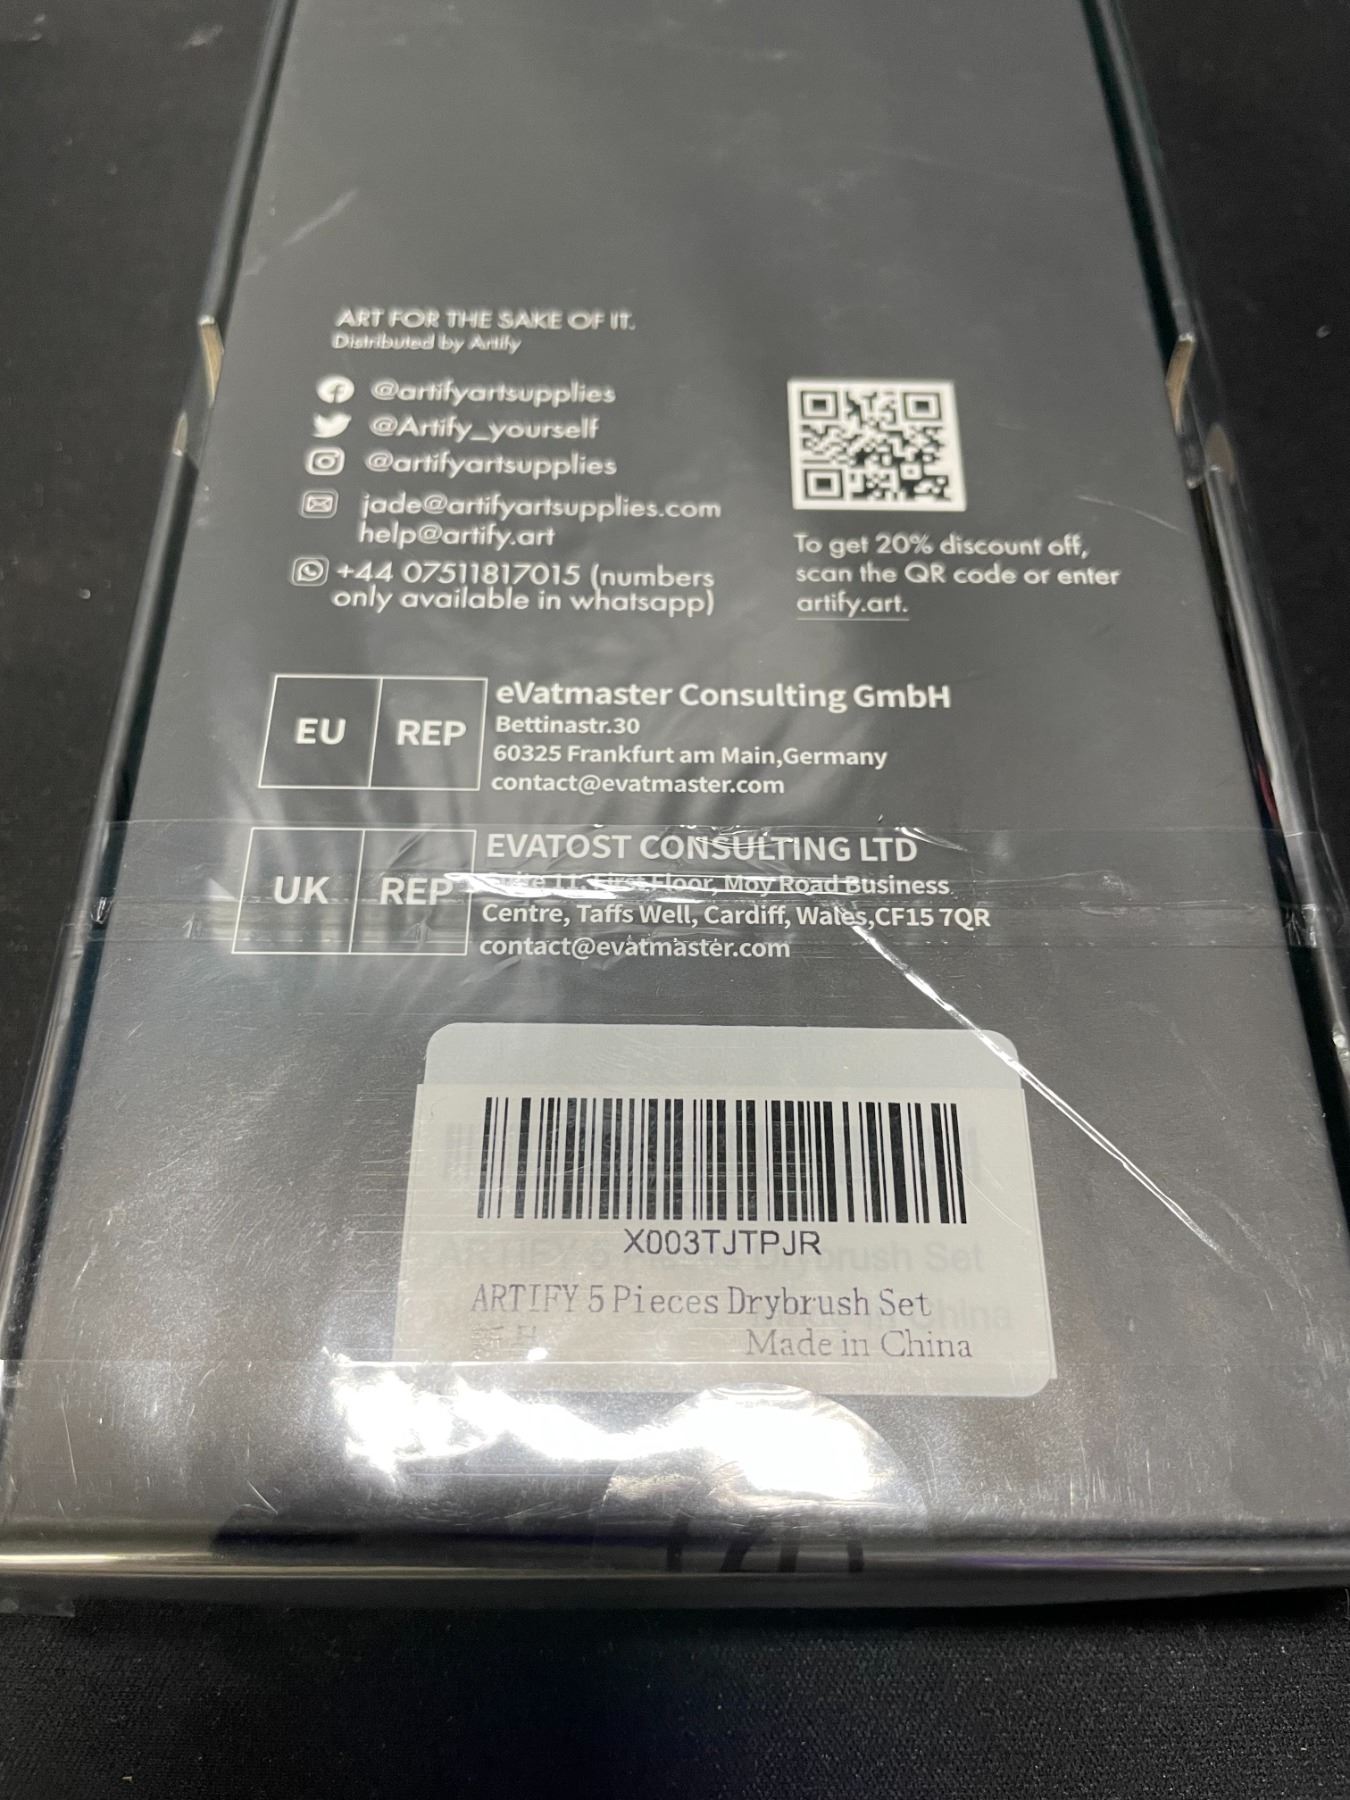 ART FOR THE SAKE OF IT.
Distributed by Artify
@artifyartsupplies
@Artify_yourself
@artifyartsupplies
jade@artifyartsupplies.com
help@artify.art
+44 07511817015 (numbers
only available in whatsapp)
To get 20% discount off,
scan the QR code or enter
artify.art.
EU REP
eVatmaster Consulting GmbH
Bettinastr.30
60325 Frankfurt am Main,Germany
contact@evatmaster.com
UK REP
EVATOST CONSULTING LTD
Suite 11, First Floor, Moy Road Business
Centre, Taffs Well, Cardiff, Wales,CF15 7QR
contact@evatmaster.com
X003TJTPJR
ARTIFY 5 Pieces Drybrush Set
Made in China